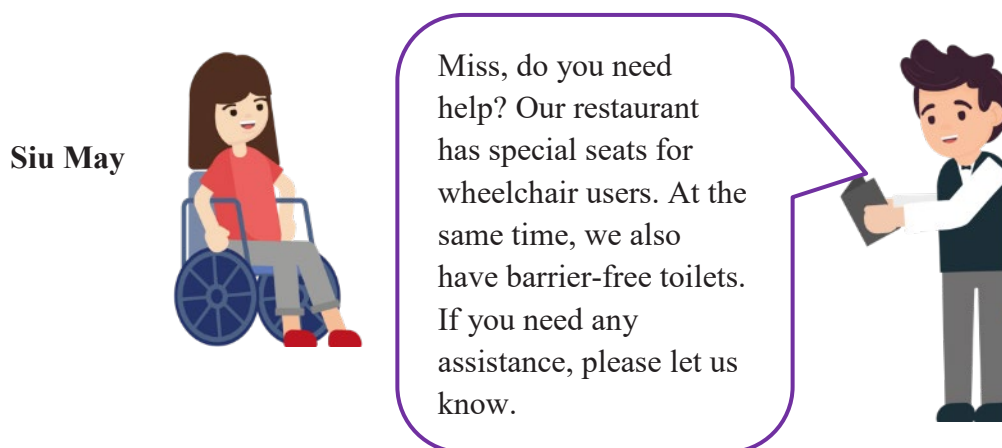 Siu May
Miss, do you need
help? Our restaurant
has special seats for
wheelchair users. At the
same time, we also
have barrier-free toilets.
If you need any
assistance, please let us
know.